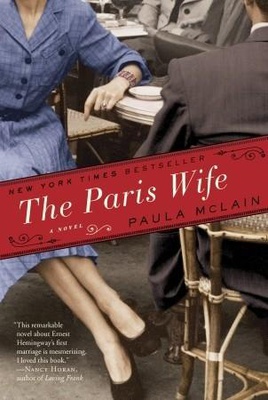 NEW YORK TIMES BESTSELLER
The Paris Wife
A NOVEL
PAULA McLAIN
"This remarkable
novel about Ernest
Hemingway's first
marriage is mesmerizing.
I loved this book."
—NANCY HORAN,
author of Loving Frank